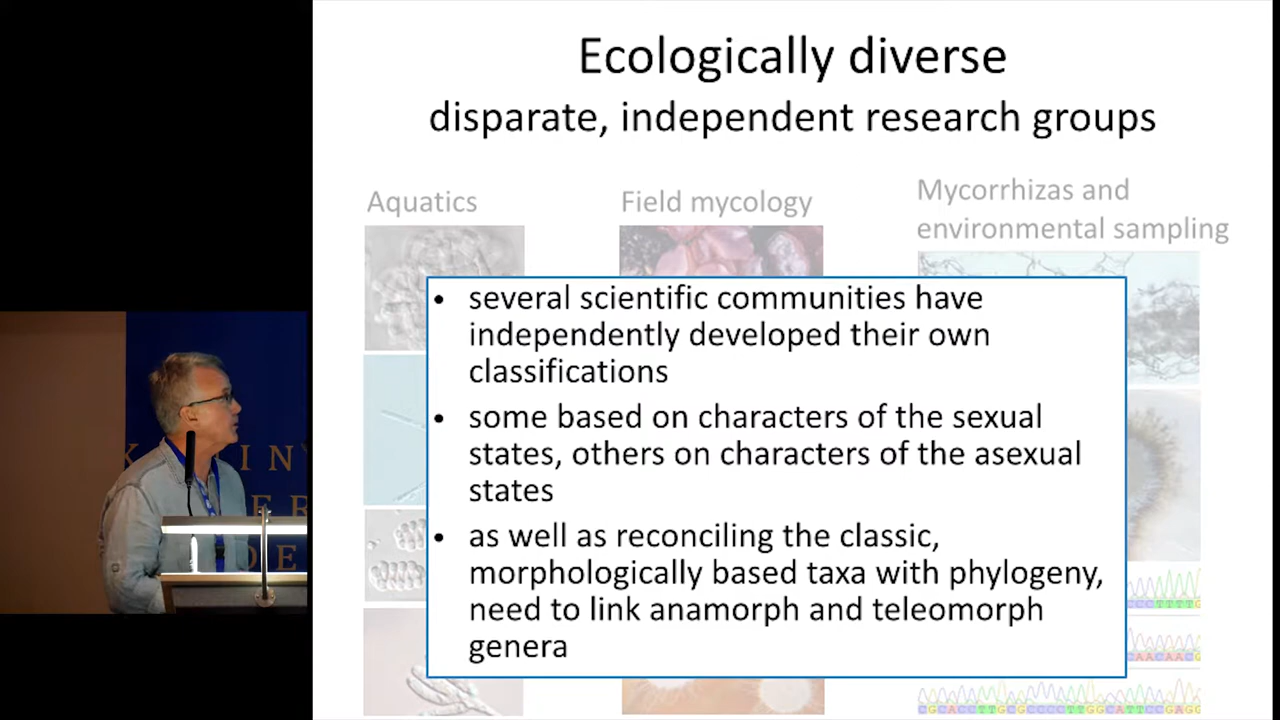 Ecologically diverse
disparate, independent research groups
Aquatics
Field mycology
Mycorrhizas and
environmental sampling
• several scientific communities have
independently developed their own
classifications
• some based on characters of the sexual
states, others on characters of the asexual
states
• as well as reconciling the classic,
morphologically based taxa with phylogeny,
need to link anamorph and teleomorph
genera